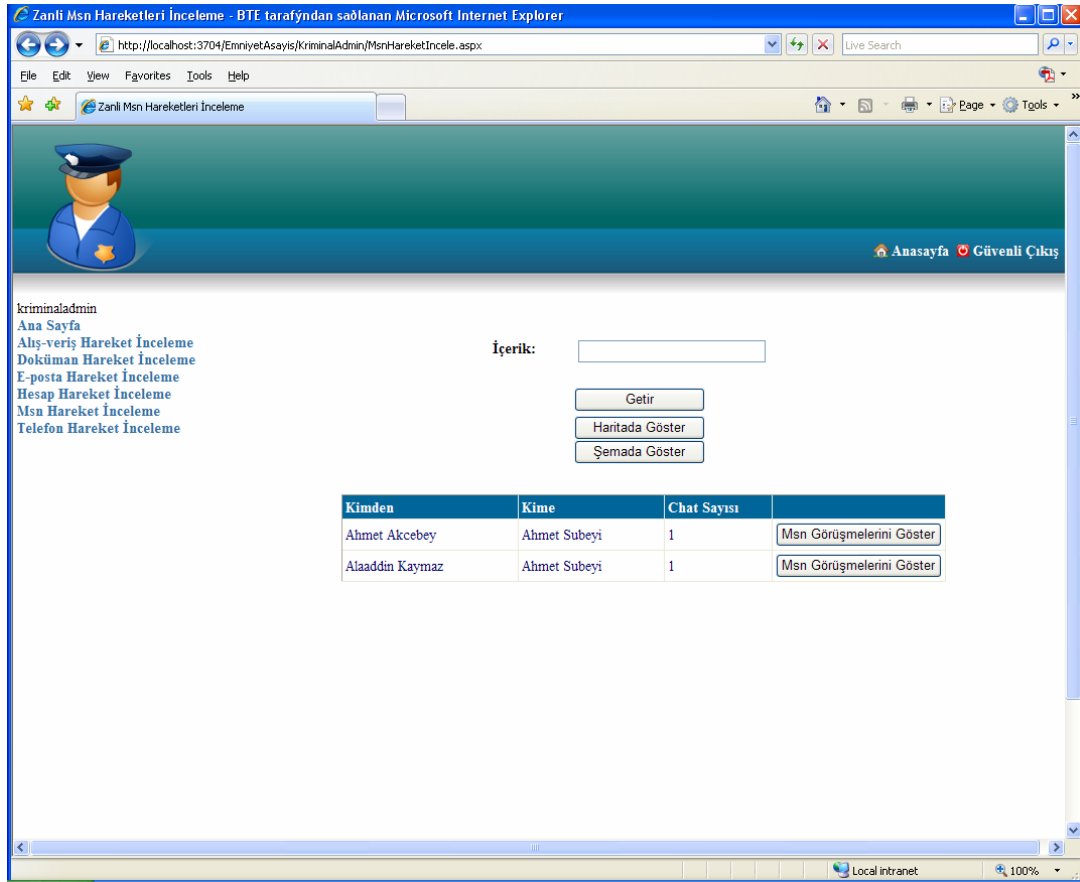 Zanli Msn Hareketleri İnceleme - BTE tarafýndan saðlanan Microsoft Internet Explorer
http://localhost:3704/EmniyetAsayis/KriminalAdmin/MsnHareketIncele.aspx
Live Search
File Edit View Favorites Tools Help
Zanli Msn Hareketleri İnceleme
Page Tools »
Anasayfa Güvenli Çıkış
kriminaladmin
Ana Sayfa
Alış-veriş Hareket İnceleme
Doküman Hareket İnceleme
E-posta Hareket İnceleme
Hesap Hareket İnceleme
Msn Hareket İnceleme
Telefon Hareket İnceleme
İçerik:
Getir
Haritada Göster
Şemada Göster
Kimden Kime Chat Sayısı
Ahmet Akcebey Ahmet Subeyi 1 Msn Görüşmelerini Göster
Alaaddin Kaymaz Ahmet Subeyi 1 Msn Görüşmelerini Göster
Local intranet 100%